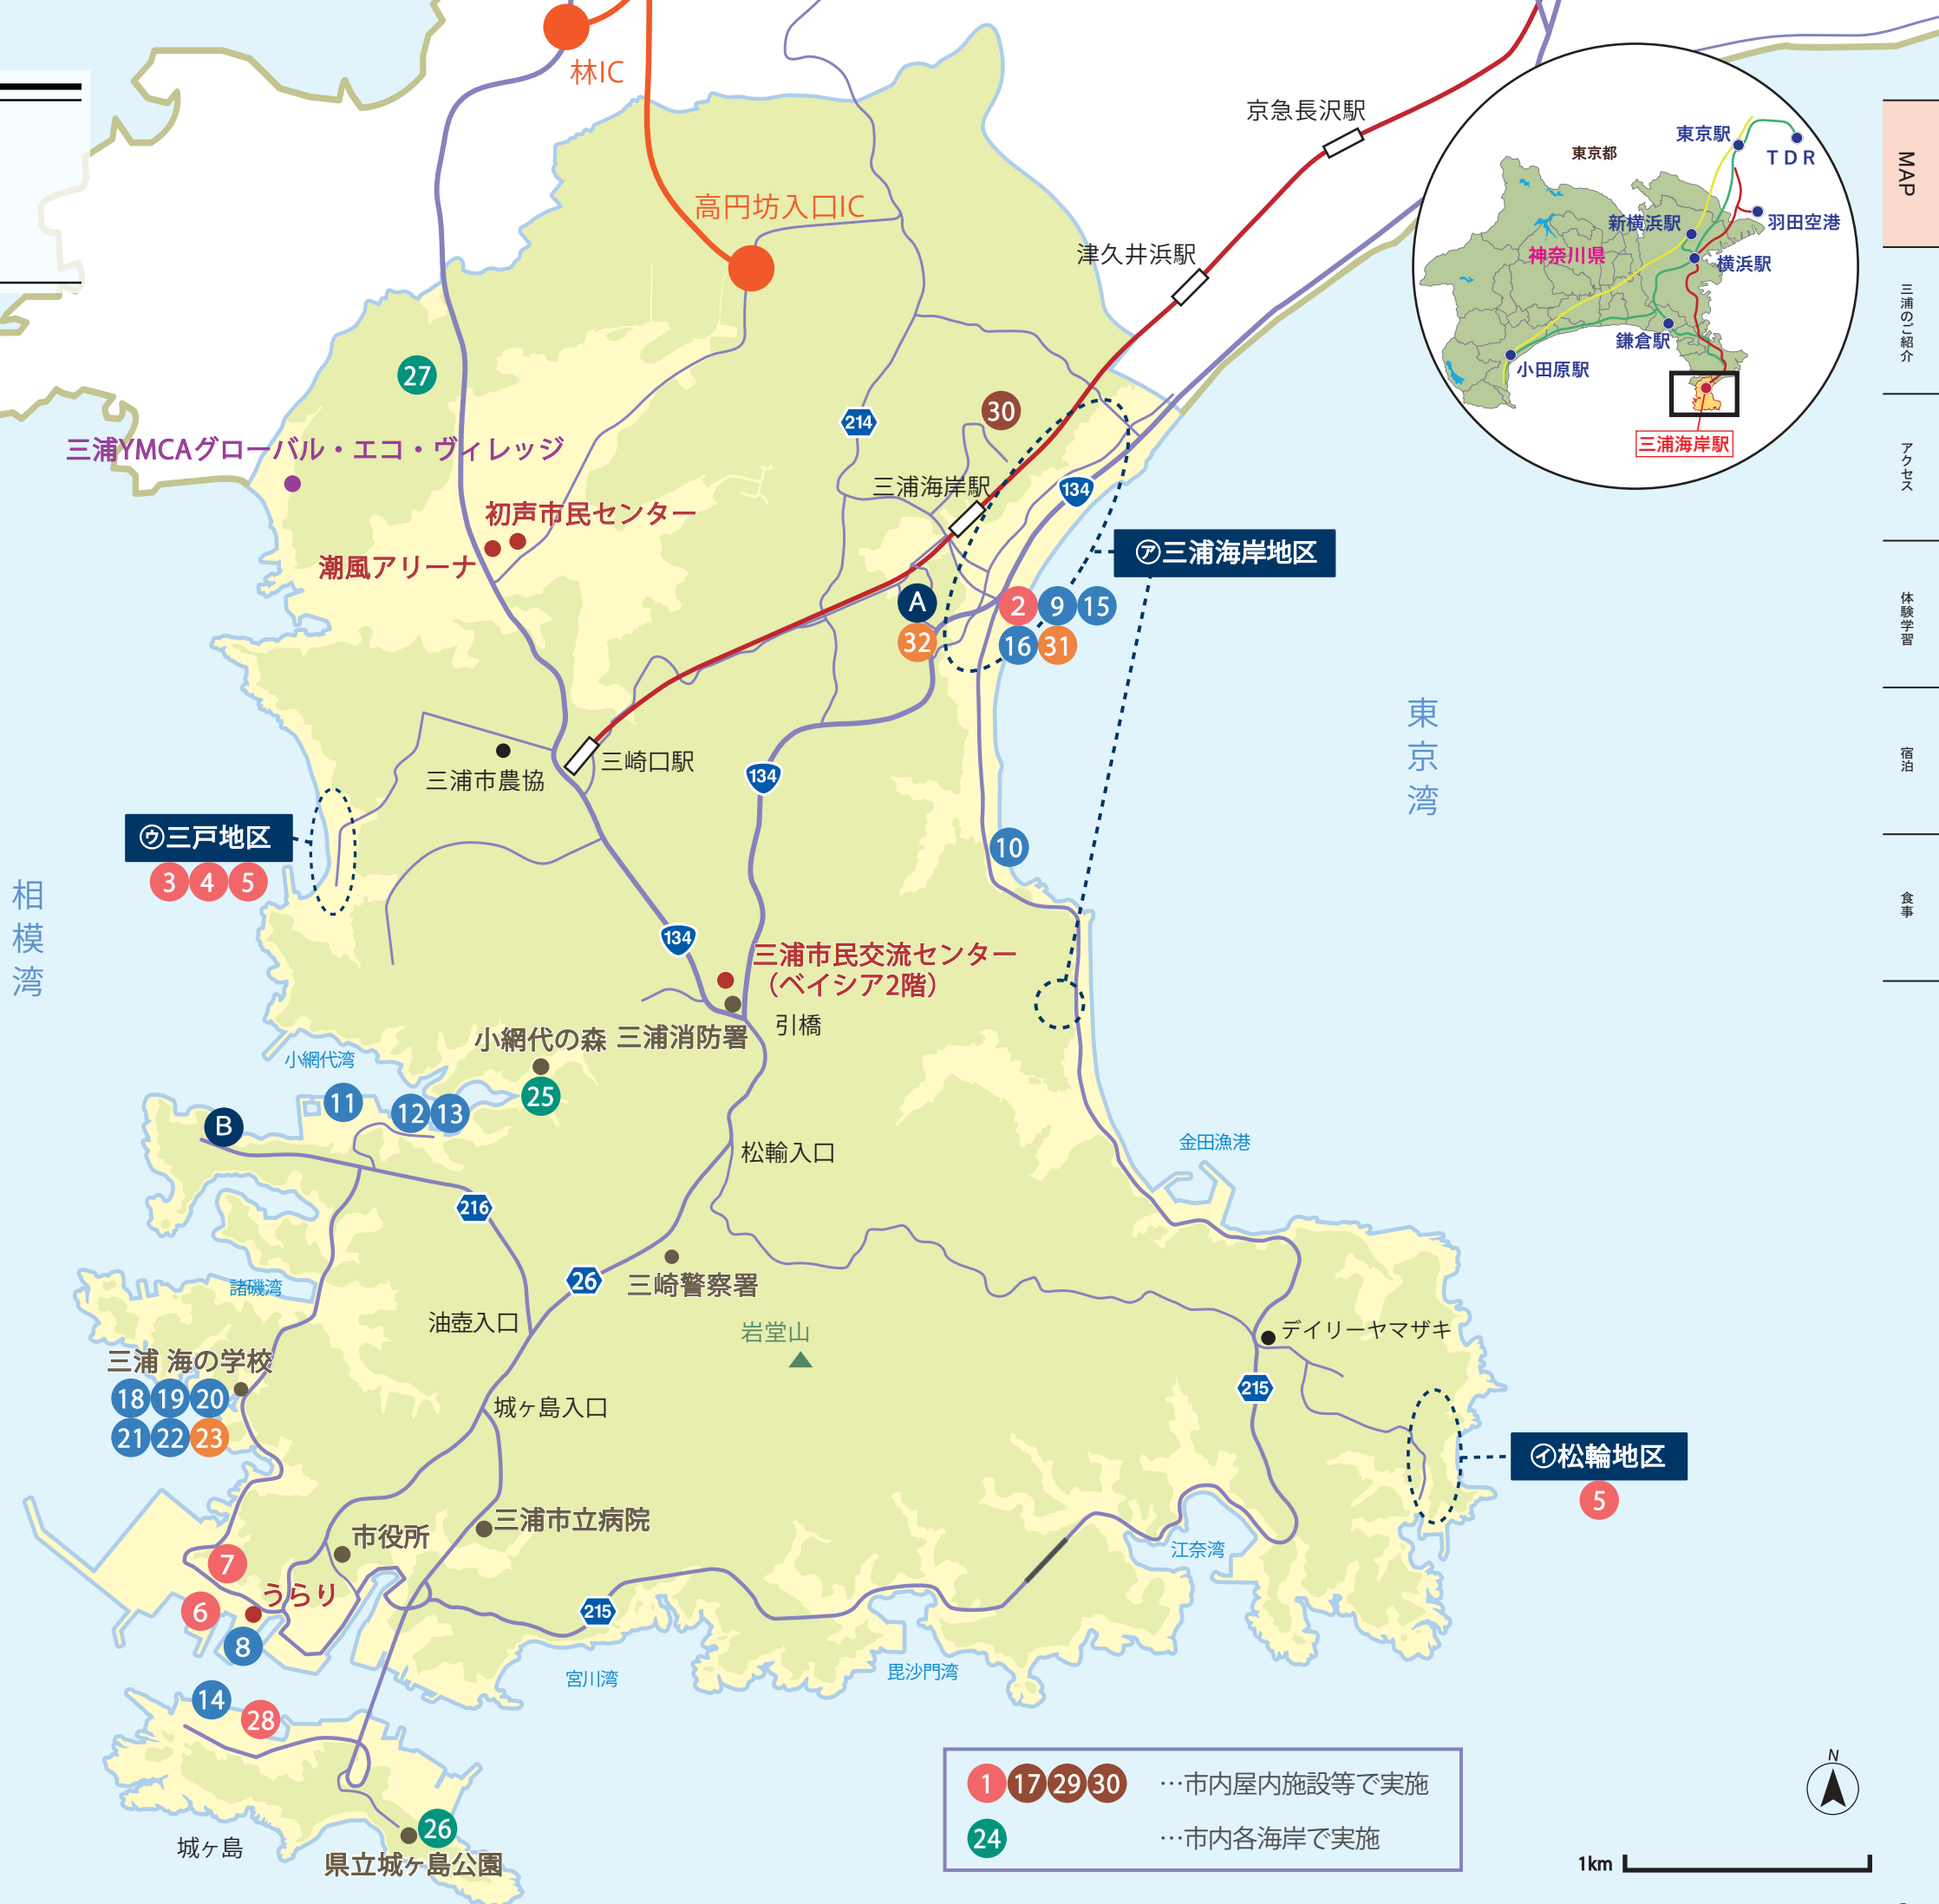 林IC
高円坊入口IC
京急長沢駅
津久井浜駅
東京都
東京駅
TDR
新横浜駅
羽田空港
神奈川県
横浜駅
鎌倉駅
小田原駅
三浦海岸駅
MAP
三浦のご紹介
アクセス
体験学習
宿泊
食事
27
三浦YMCAグローバル・エコ・ヴィレッジ
214
30
三浦海岸駅
134
初声市民センター
潮風アリーナ
㋐三浦海岸地区
A
2 9 15
32
16 31
東京湾
三崎口駅
三浦市農協
134
㋒三戸地区
3 4 5
10
相模湾
134
三浦市民交流センター
（ベイシア2階）
引橋
小網代の森
三浦消防署
小網代湾
25
11
12 13
B
松輪入口
金田漁港
216
26
三崎警察署
諸磯湾
油壺入口
岩堂山
デイリーヤマザキ
三浦 海の学校
18 19 20
21 22 23
城ヶ島入口
215
㋑松輪地区
5
三浦市立病院
市役所
江奈湾
7
うらり
6
8
215
宮川湾
毘沙門湾
14
28
26
城ヶ島
県立城ヶ島公園
1 17 29 30 …市内屋内施設等で実施
24 …市内各海岸で実施
N
1km